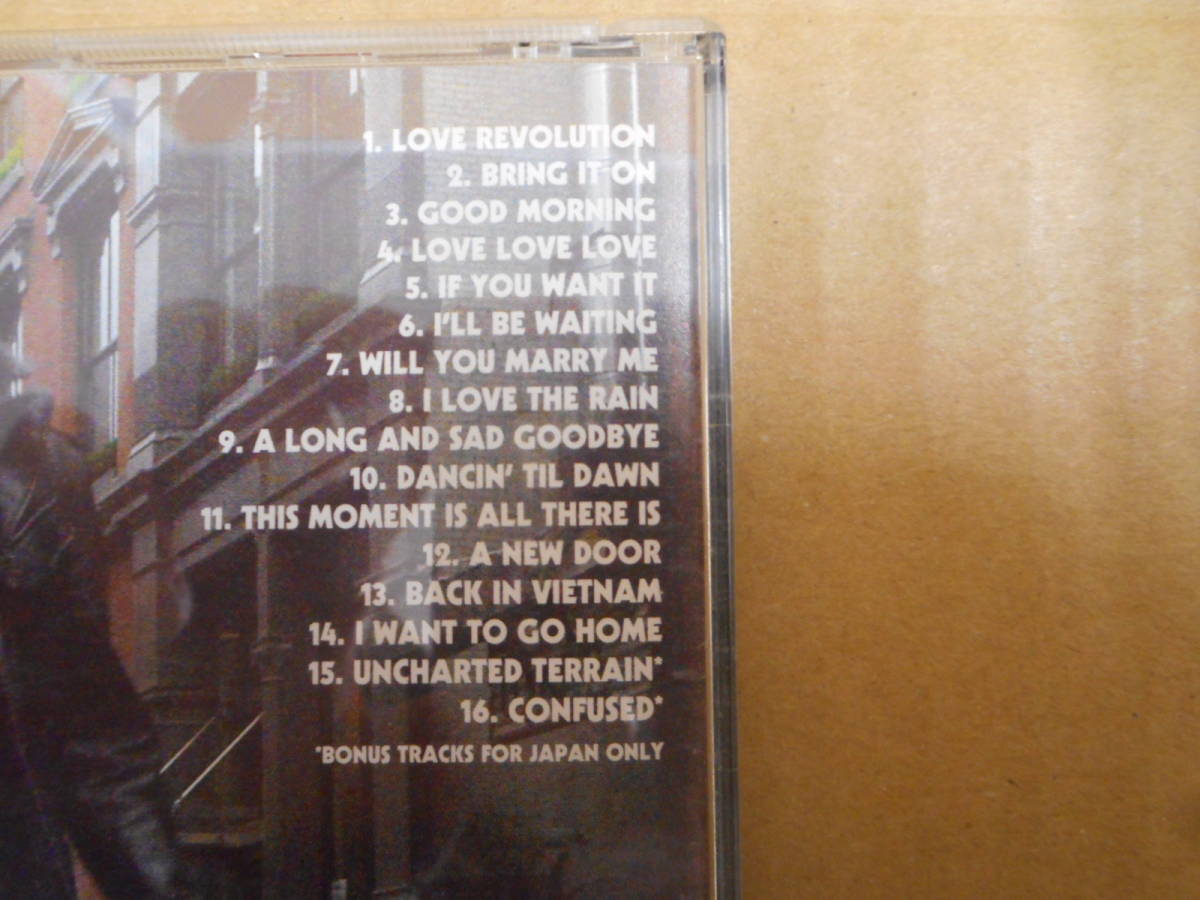 1. LOVE REVOLUTION
2. BRING IT ON
3. GOOD MORNING
4. LOVE LOVE LOVE
5. IF YOU WANT IT
6. I'LL BE WAITING
7. WILL YOU MARRY ME
8. I LOVE THE RAIN
9. A LONG AND SAD GOODBYE
10. DANCIN' TIL DAWN
11. THIS MOMENT IS ALL THERE IS
12. A NEW DOOR
13. BACK IN VIETNAM
14. I WANT TO GO HOME
15. UNCHARTED TERRAIN*
16. CONFUSED*
*BONUS TRACKS FOR JAPAN ONLY